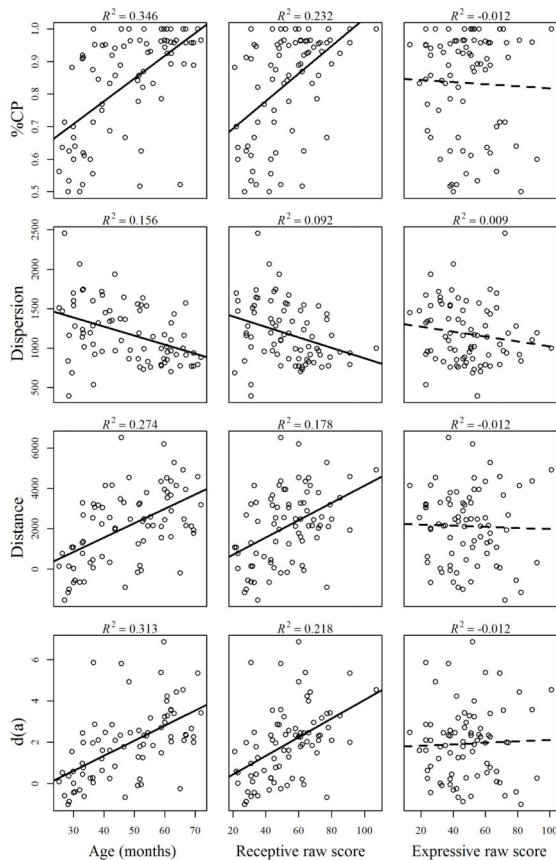 R² = 0.346 R² = 0.232 R² = -0.012
%CP
1.0
0.9
0.8
0.7
0.6
0.5
R² = 0.156 R² = 0.092 R² = 0.009
Dispersion
2500
2000
1500
1000
500
R² = 0.274 R² = 0.178 R² = -0.012
Distance
6000
4000
2000
0
R² = 0.313 R² = 0.218 R² = -0.012
d(a)
6
4
2
0
30 40 50 60 70 20 40 60 80 100 20 40 60 80 100
Age (months) Receptive raw score Expressive raw score